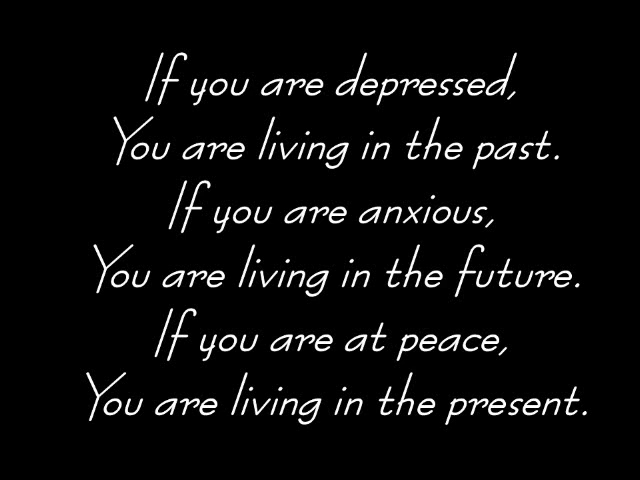 If you are depressed,
You are living in the past.
If you are anxious,
You are living in the future.
If you are at peace,
You are living in the present.